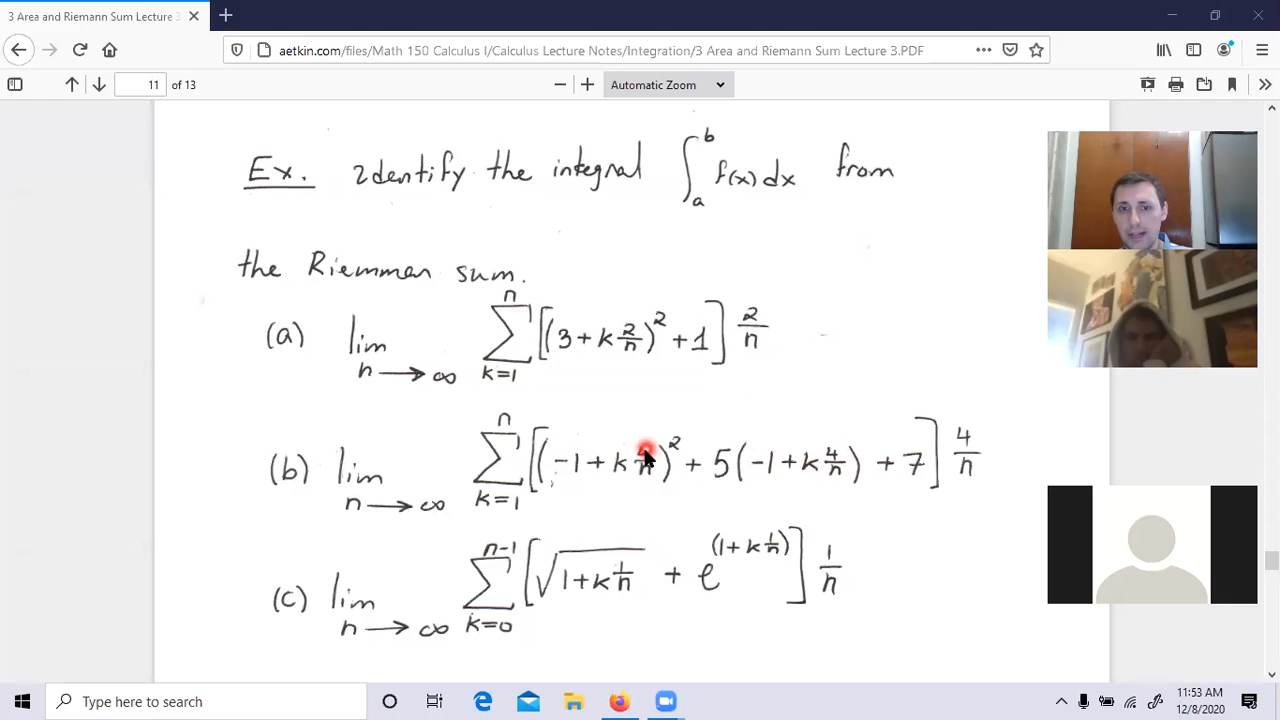 3 Area and Riemann Sum Lecture 3
aetkin.com/files/Math 150 Calculus I/Calculus Lecture Notes/Integration/3 Area and Riemann Sum Lecture 3.PDF
11 of 13
Automatic Zoom
Ex. Identify the integral ∫_a^b f(x) dx from
the Riemman sum.
(a) lim_{n→∞} ∑_{k=1}^{n} [(3 + k 2/n)^2 + 1] 2/n
(b) lim_{n→∞} ∑_{k=1}^{n} [(-1 + k 4/n)^2 + 5(-1 + k 4/n) + 7] 4/n
(c) lim_{n→∞} ∑_{k=0}^{n-1} [√(1 + k 1/n) + e^{(1 + k 1/n)}] 1/n
Type here to search
11:53 AM
12/8/2020